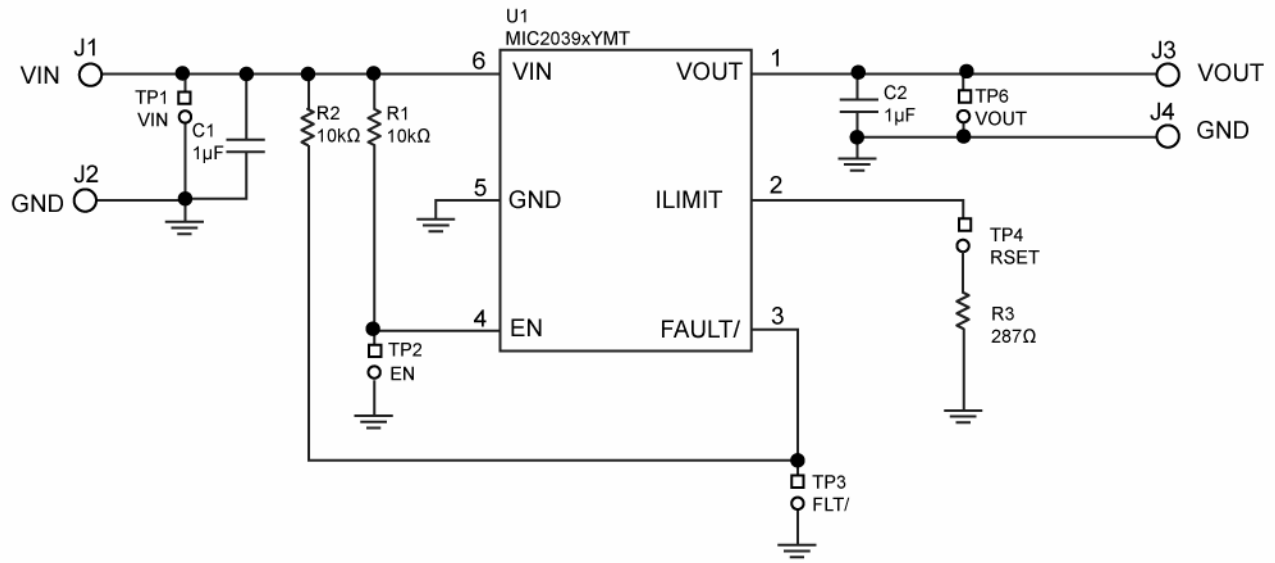 U1
MIC2039xYMT
J1
VIN
6
VIN
VOUT
1
J3
VOUT
TP1
VIN
C1
1µF
R2
10kΩ
R1
10kΩ
C2
1µF
TP6
VOUT
J4
GND
J2
GND
5
GND
ILIMIT
2
TP4
RSET
R3
287Ω
4
EN
FAULT/
3
TP2
EN
TP3
FLT/